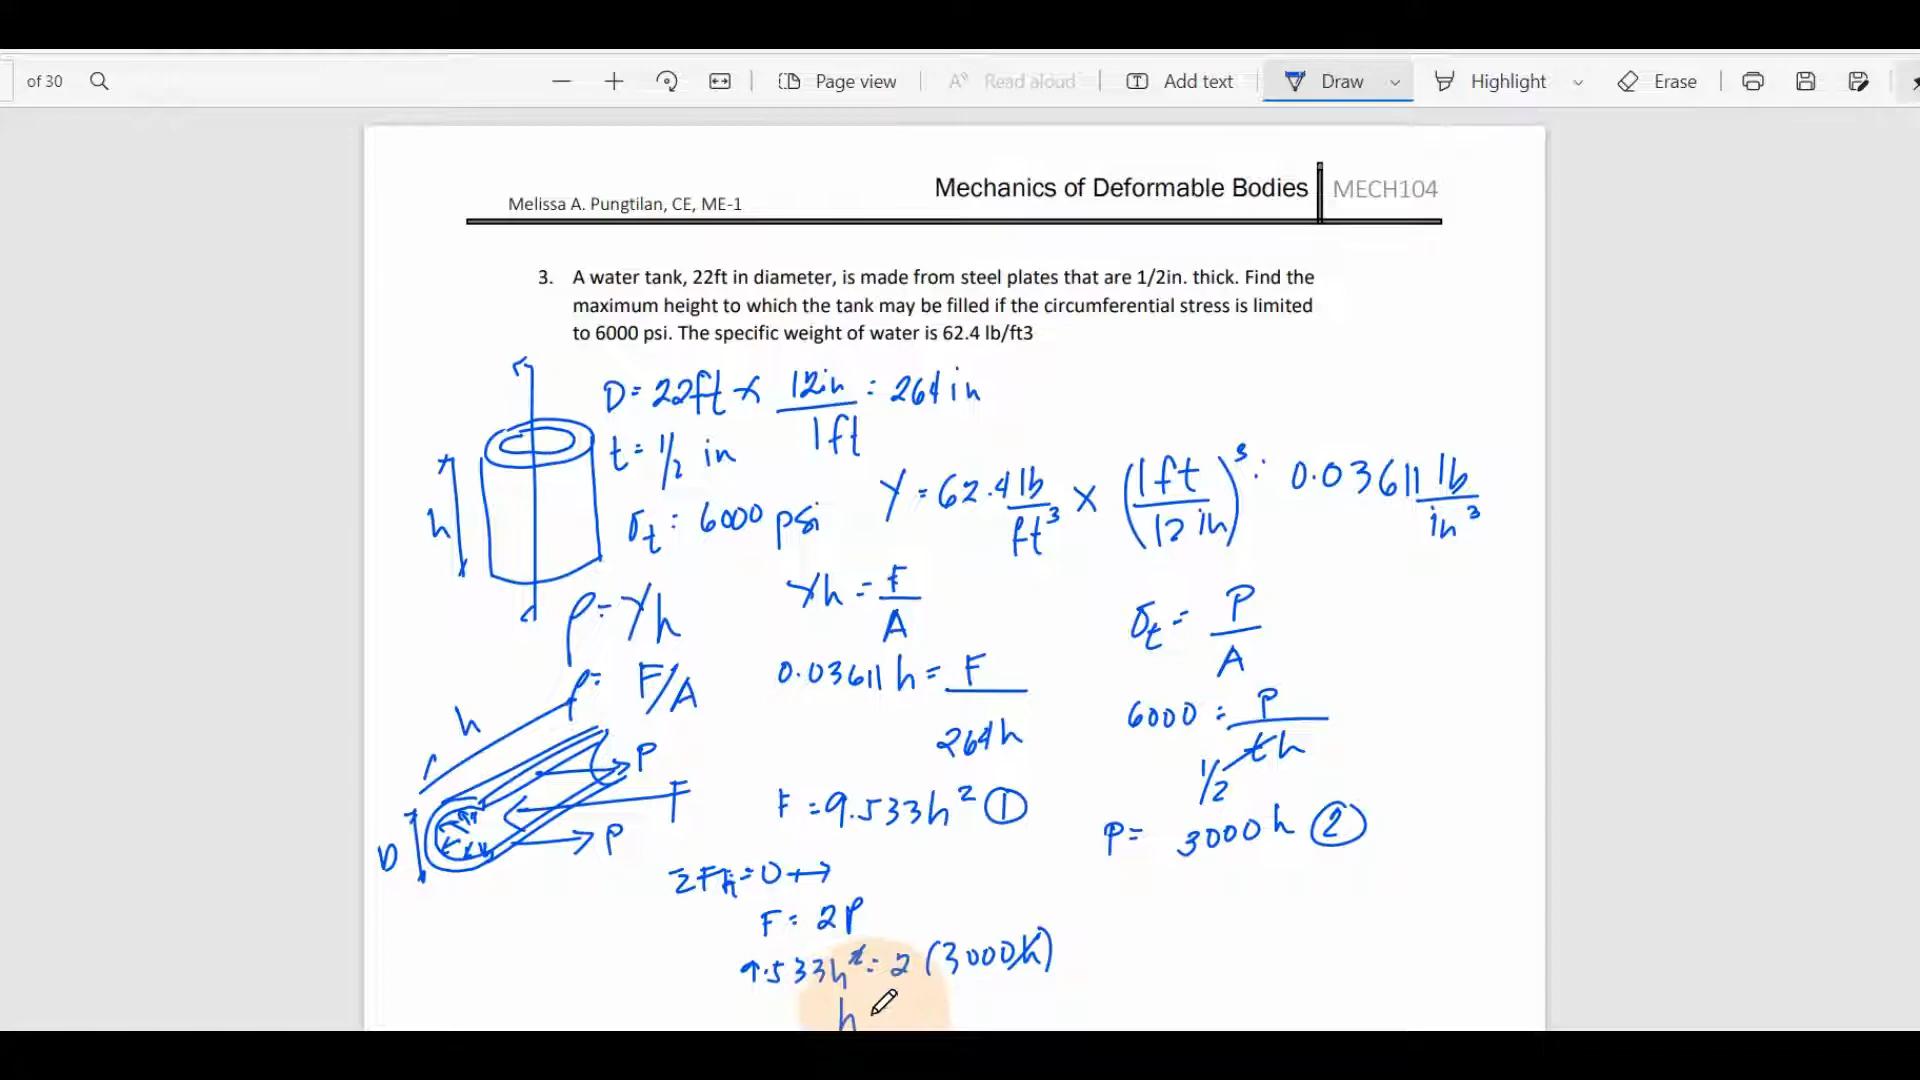 of 30 Page view Read aloud Add text Draw Highlight Erase
Mechanics of Deformable Bodies MECH104
Melissa A. Pungtilan, CE, ME-1
3. A water tank, 22ft in diameter, is made from steel plates that are 1/2in. thick. Find the
maximum height to which the tank may be filled if the circumferential stress is limited
to 6000 psi. The specific weight of water is 62.4 lb/ft3
D = 22ft x 12in / 1ft = 264in
t = 1/2 in
h
σt = 6000 psi
γ = 62.4 lb/ft³ x (1ft / 12in)³ = 0.03611 lb/in³
ρ = γh
γh = F/A
σt = P/A
ρ = F/A
0.03611h = F / 264h
6000 = P / th
1/2
h
P
F
P
D
F = 9.533h² ①
P = 3000h ②
ΣFh = 0 →
F = 2P
9.533h² = 2(3000h)
h